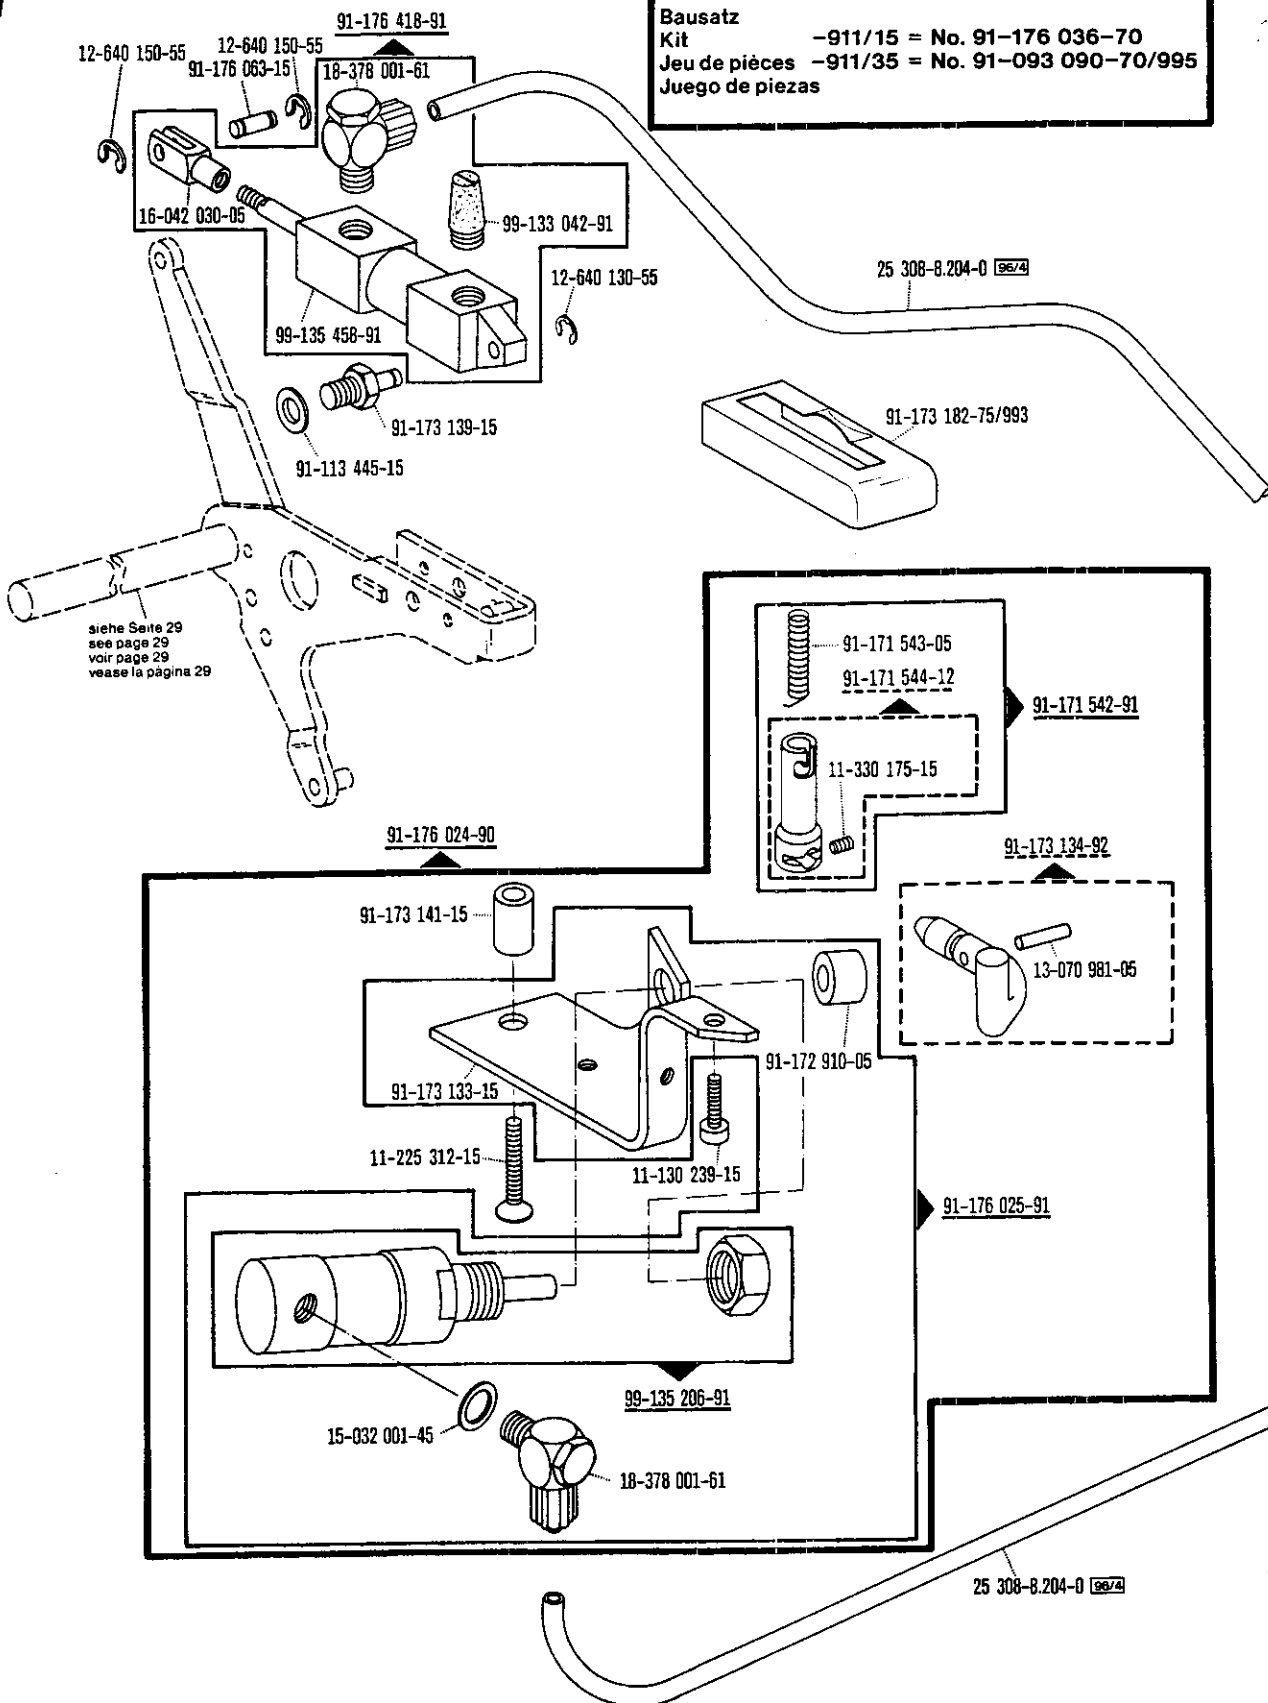 Bausatz
Kit -911/15 = No. 91-176 036-70
Jeu de pièces -911/35 = No. 91-093 090-70/995
Juego de piezas
91-176 418-91
12-640 150-55
12-640 150-55
91-176 063-15
18-378 001-61
16-042 030-05
99-133 042-91
12-640 130-55
99-135 458-91
25 308-8.204-0 96/4
91-173 139-15
91-113 445-15
91-173 182-75/993
siehe Seite 29
see page 29
voir page 29
vease la página 29
91-171 543-05
91-171 544-12
91-171 542-91
11-330 175-15
91-176 024-90
91-173 134-92
91-173 141-15
13-070 981-05
91-172 910-05
91-173 133-15
11-225 312-15
11-130 239-15
91-176 025-91
99-135 206-91
15-032 001-45
18-378 001-61
25 308-8.204-0 96/4